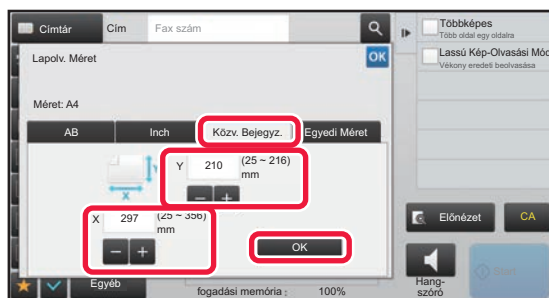 Címtár
Cím
Fax szám
Többképes
Több oldal egy oldalra
Lapolv. Méret
OK
Lassú Kép-Olvasási Mód
Vékony eredeti beolvasása
Méret: A4
AB
Inch
Közv. Bejegyz.
Egyedi Méret
Y
Y 210 (25 ~ 216)
mm
X
X 297 (25 ~ 356)
mm
OK
Előnézet
CA
Egyéb
fogadási memória : 100%
Hang-
szóró
Start